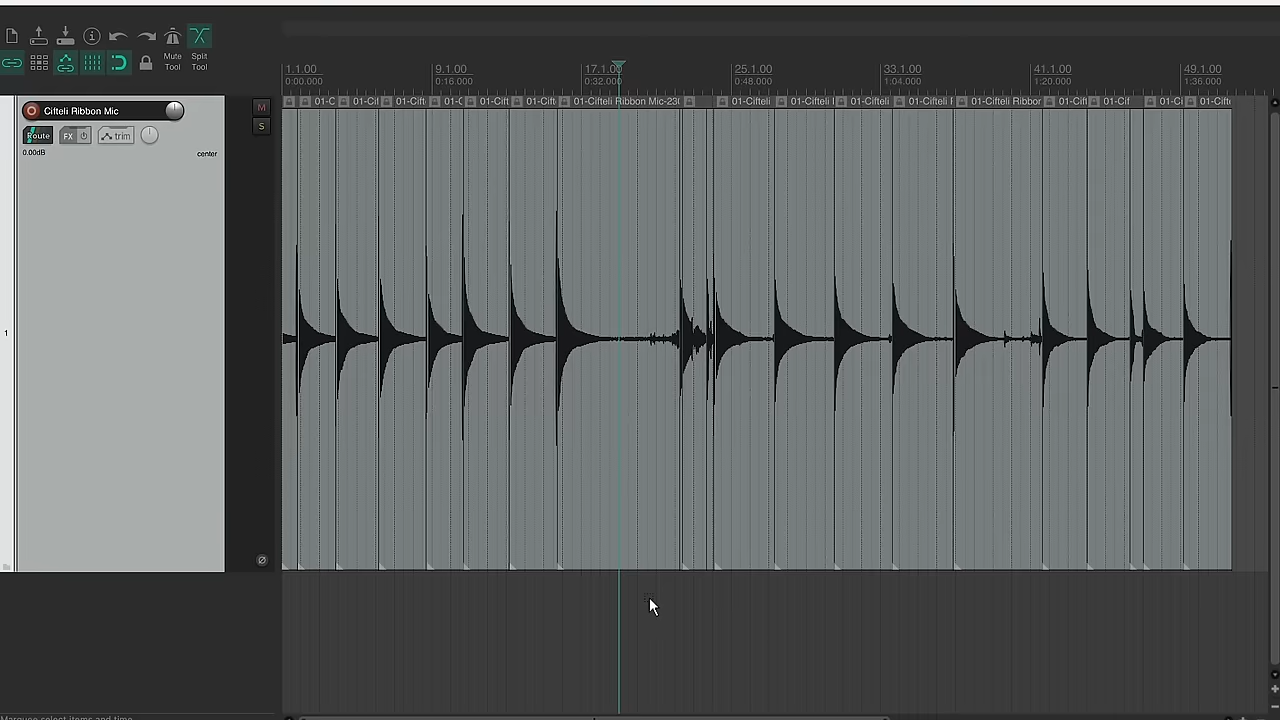 Mute
Tool
Split
Tool
1.1.00
0:00.000
9.1.00
0:16.000
17.1.00
0:32.000
25.1.00
0:48.000
33.1.00
1:04.000
41.1.00
1:20.000
49.1.00
1:36.000
Cifteli Ribbon Mic
M
S
Route
FX
trim
0.00dB
center
01-C
01-Cif
01-Cift
01-C
01-Cift
01-Cift
01-Cifteli Ribbon Mic-23
01-Cifteli
01-Cifteli
01-Cifteli
01-Cifteli
01-Cifteli Ribbor
01-Cift
01-Cif
01-Ci
01-Cift
1
Marquee select items and time